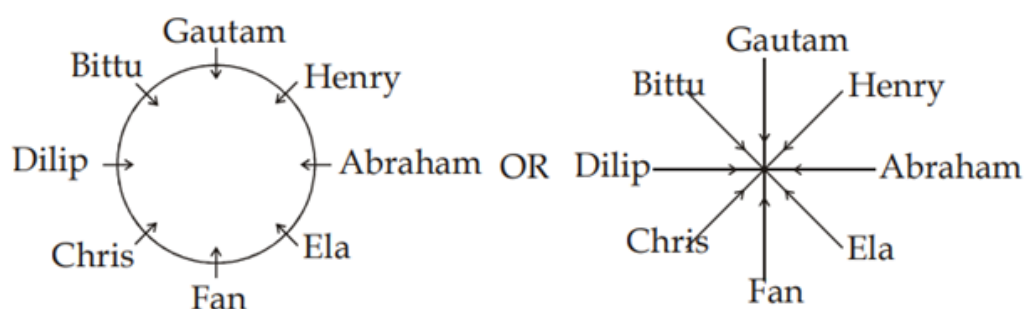 Gautam
Bittu
Henry
Dilip
Abraham
Chris
Ela
Fan
OR
Gautam
Bittu
Henry
Dilip
Abraham
Chris
Ela
Fan